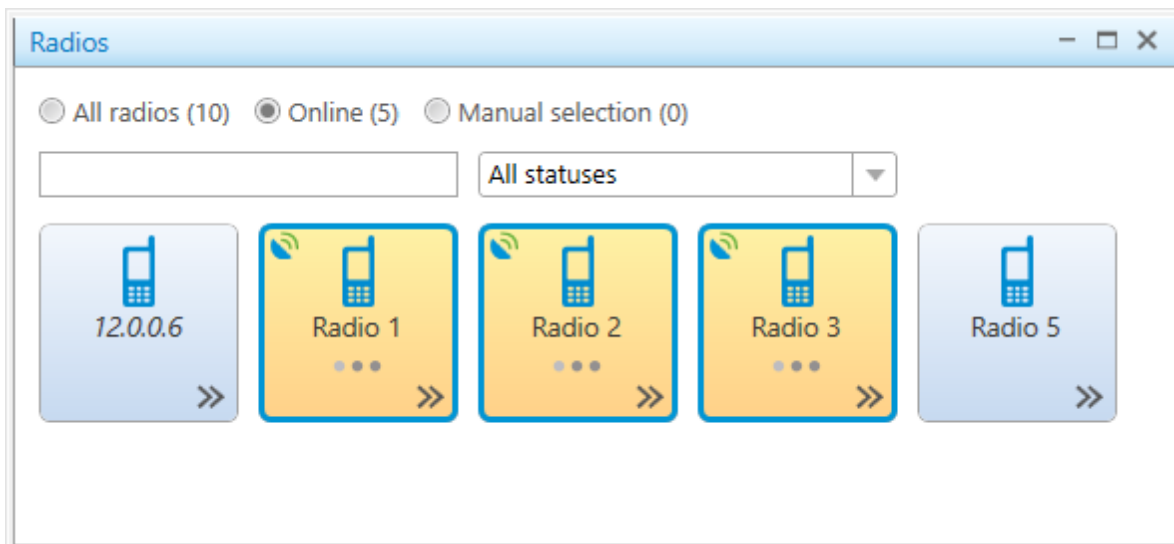 Radios
All radios (10) Online (5) Manual selection (0)
All statuses
12.0.0.6 Radio 1 Radio 2 Radio 3 Radio 5